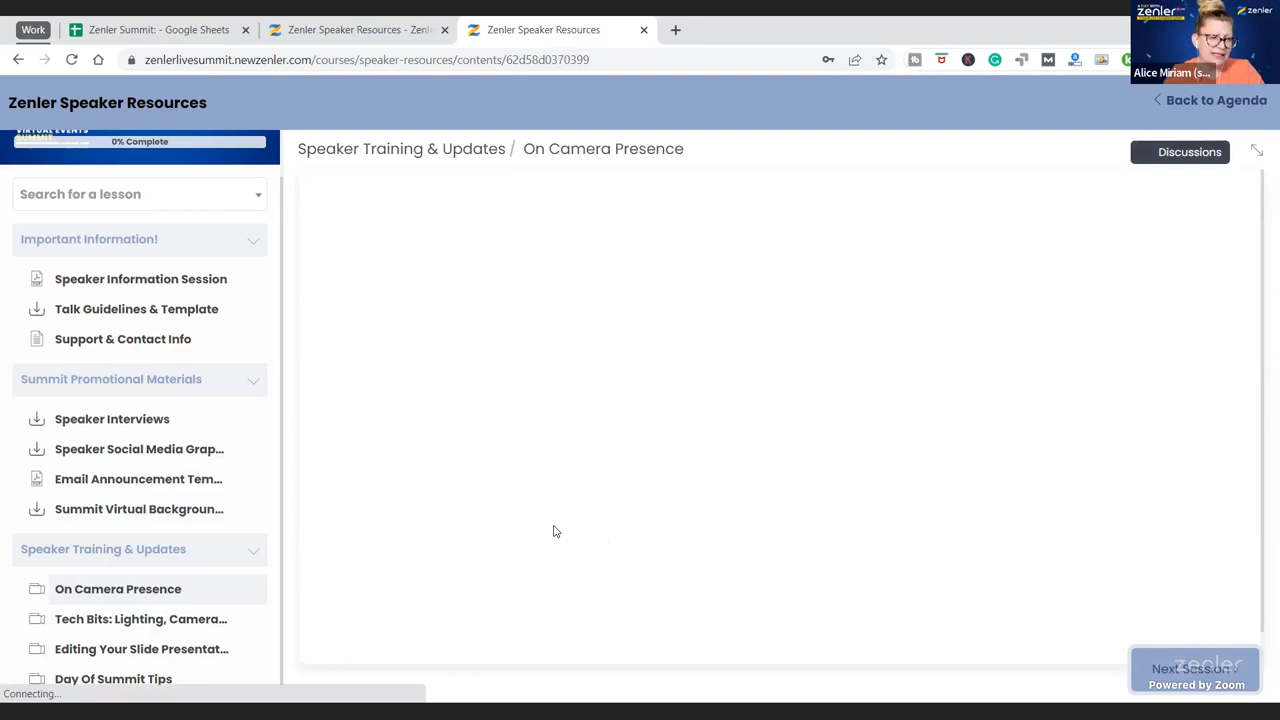 Work
Zenler Summit: - Google Sheets
Zenler Speaker Resources - Zenl
Zenler Speaker Resources
zenlerlivesummit.newzenler.com/courses/speaker-resources/contents/62d58d0370399
zenler
zenler
Alice Miriam (s...
Zenler Speaker Resources
Back to Agenda
VIRTUAL EVENTS
SUMMIT
0% Complete
Speaker Training & Updates / On Camera Presence
Discussions
Search for a lesson
Important Information!
Speaker Information Session
Talk Guidelines & Template
Support & Contact Info
Summit Promotional Materials
Speaker Interviews
Speaker Social Media Grap...
Email Announcement Tem...
Summit Virtual Backgroun...
Speaker Training & Updates
On Camera Presence
Tech Bits: Lighting, Camera...
Editing Your Slide Presentat...
Day Of Summit Tips
Connecting...
Next Session
zenler
Powered by Zoom